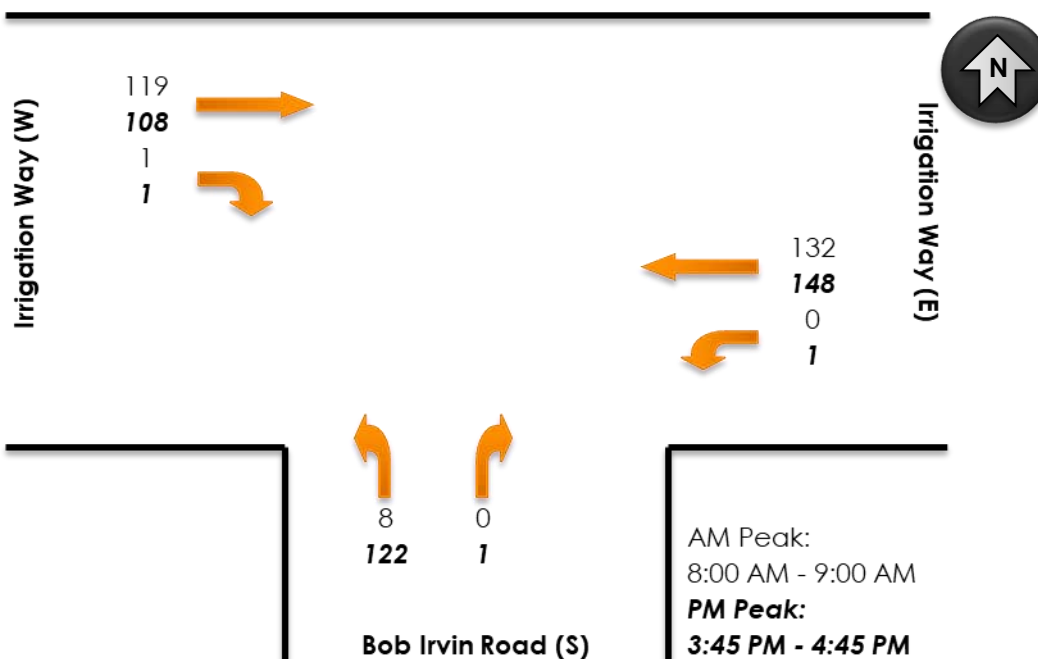 N
119
108
1
1
Irrigation Way (W)
Irrigation Way (E)
132
148
0
1
8
122
0
1
AM Peak:
8:00 AM - 9:00 AM
PM Peak:
3:45 PM - 4:45 PM
Bob Irvin Road (S)